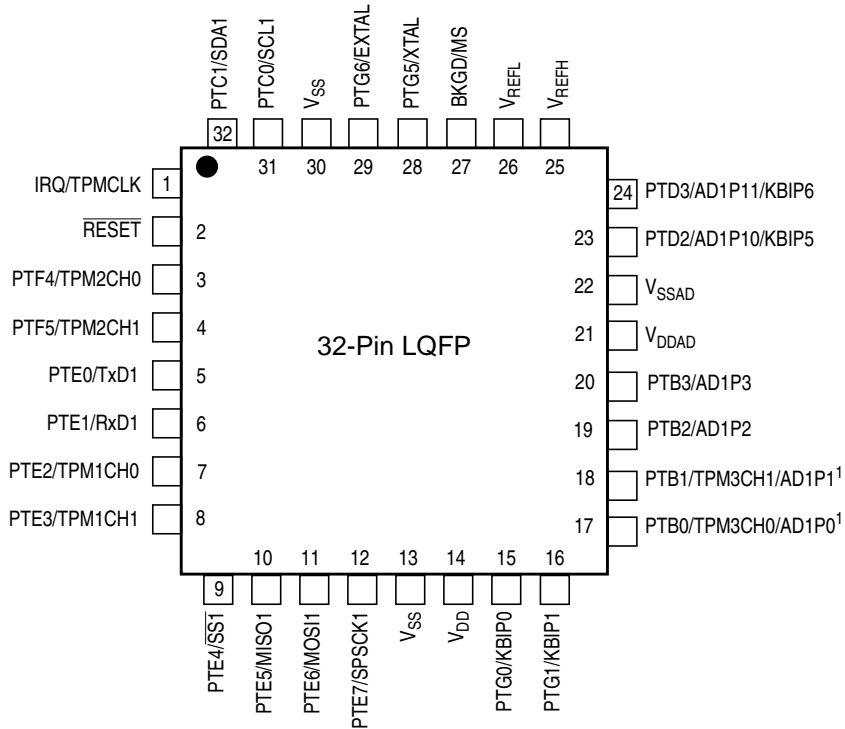 PTC1/SDA1
PTC0/SCL1
VSS
PTG6/EXTAL
PTG5/XTAL
BKGD/MS
VREFL
VREFH
32
31
30
29
28
27
26
25
IRQ/TPMCLK 1
RESET 2
PTF4/TPM2CH0 3
PTF5/TPM2CH1 4
PTE0/TxD1 5
PTE1/RxD1 6
PTE2/TPM1CH0 7
PTE3/TPM1CH1 8
32-Pin LQFP
24 PTD3/AD1P11/KBIP6
23 PTD2/AD1P10/KBIP5
22 VSSAD
21 VDDAD
20 PTB3/AD1P3
19 PTB2/AD1P2
18 PTB1/TPM3CH1/AD1P1¹
17 PTB0/TPM3CH0/AD1P0¹
9
10
11
12
13
14
15
16
PTE4/SS1
PTE5/MISO1
PTE6/MOSI1
PTE7/SPSCK1
VSS
VDD
PTG0/KBIP0
PTG1/KBIP1